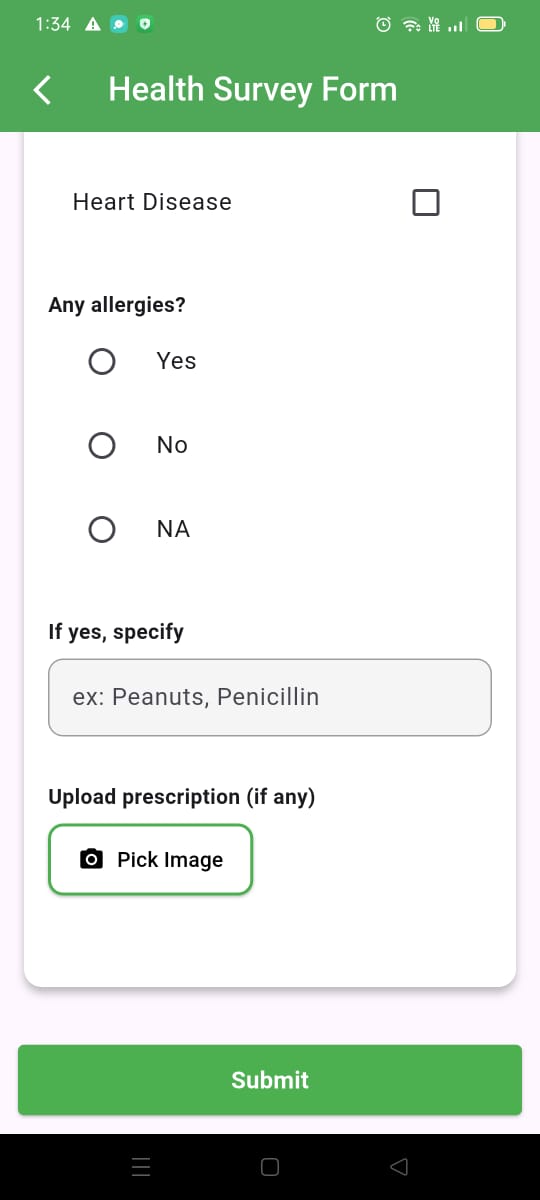 1:34
VO LTE
Health Survey Form
Heart Disease
Any allergies?
Yes
No
NA
If yes, specify
ex: Peanuts, Penicillin
Upload prescription (if any)
Pick Image
Submit